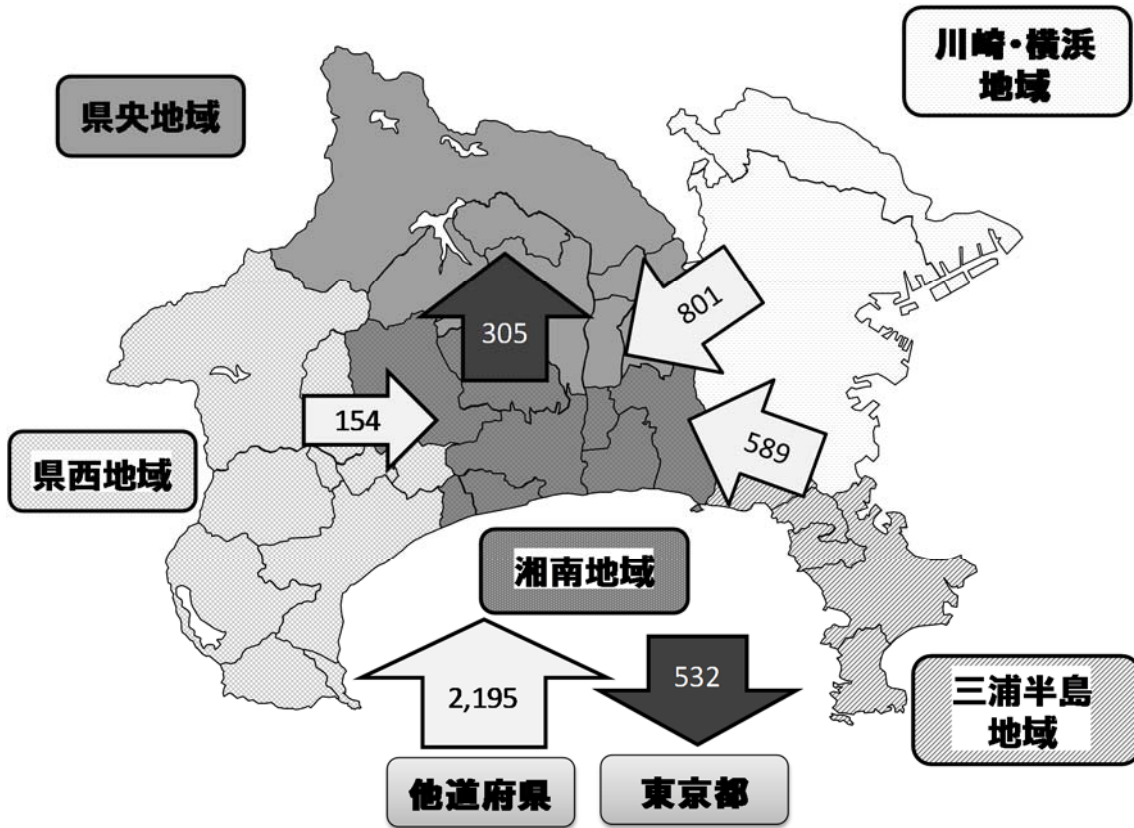 川崎・横浜
地域
県央地域
801
305
154
589
県西地域
湘南地域
2,195
532
三浦半島
地域
他道府県
東京都